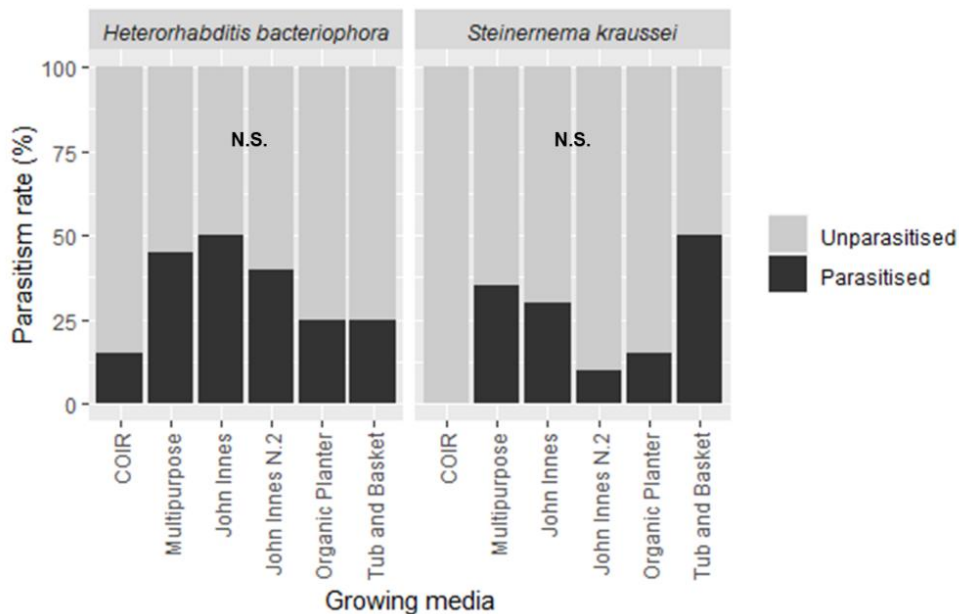 Heterorhabditis bacteriophora
Steinernema kraussei
Parasitism rate (%)
100
75
50
25
0
N.S.
N.S.
COIR
Multipurpose
John Innes
John Innes N.2
Organic Planter
Tub and Basket
COIR
Multipurpose
John Innes
John Innes N.2
Organic Planter
Tub and Basket
Growing media
Unparasitised
Parasitised